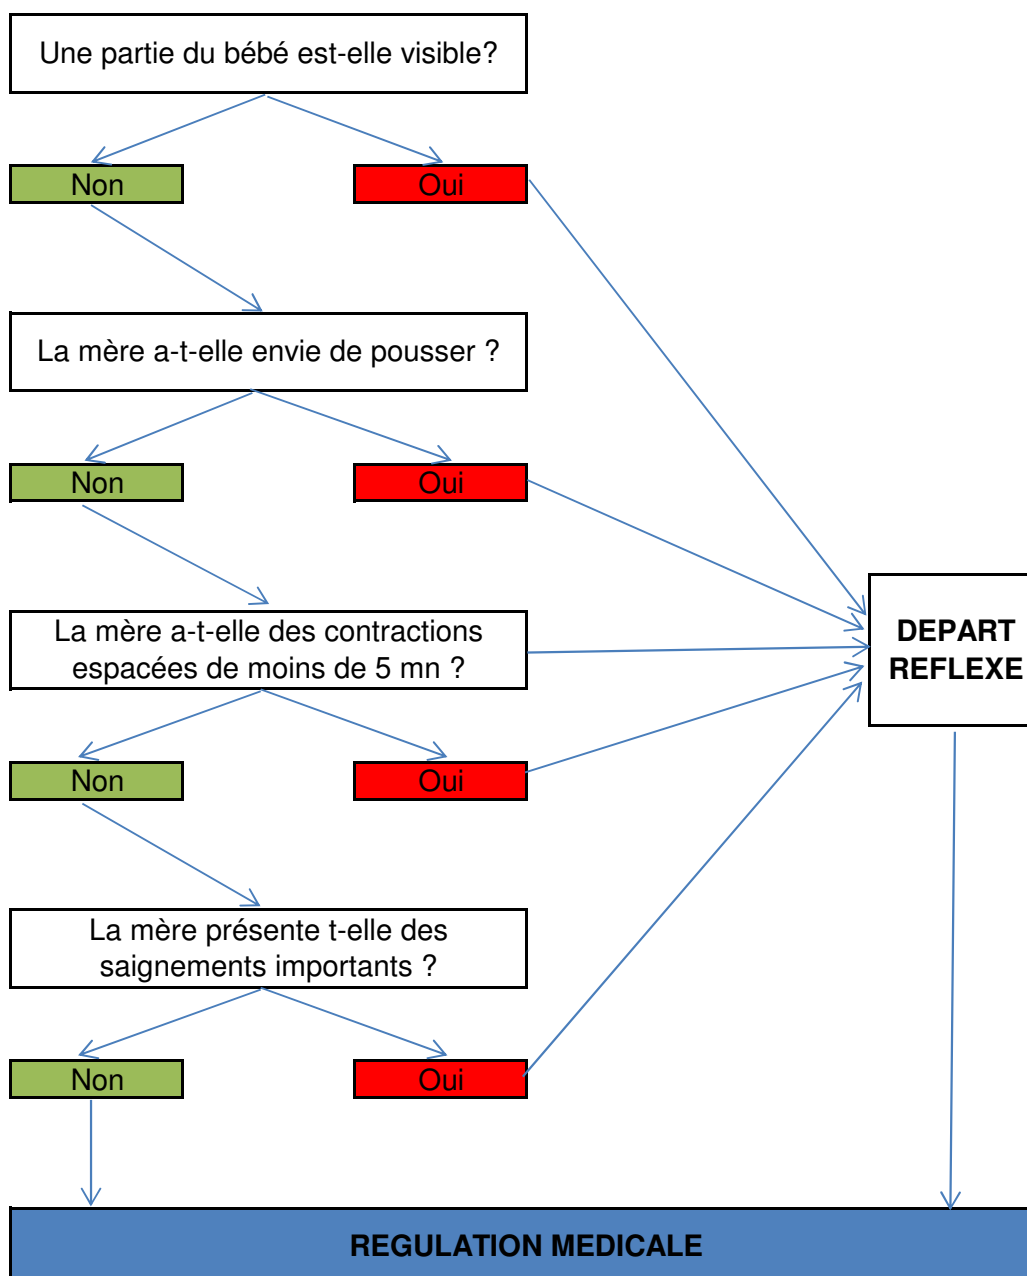 Une partie du bébé est-elle visible?
Non
Oui
La mère a-t-elle envie de pousser ?
Non
Oui
La mère a-t-elle des contractions
espacées de moins de 5 mn ?
DEPART
REFLEXE
Non
Oui
La mère présente t-elle des
saignements importants ?
Non
Oui
REGULATION MEDICALE